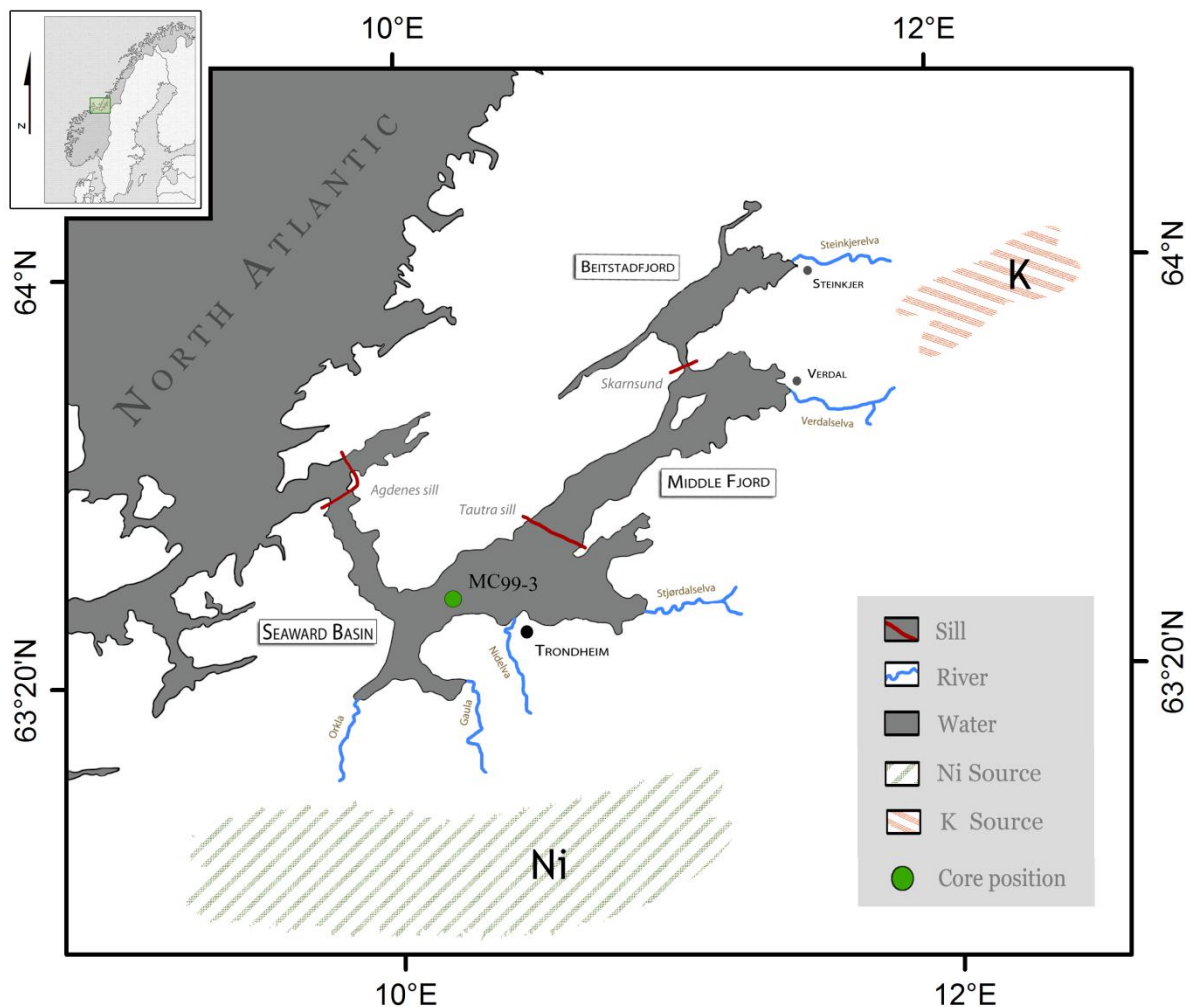 10°E
12°E
N
NORTH ATLANTIC
64°N
64°N
BEITSTADFJORD
Steinkjerelva
STEINKJER
K
Skarnsund
VERDAL
Verdalselva
Agdenes sill
MIDDLE FJORD
Tautra sill
MC99-3
Stjørdalselva
SEAWARD BASIN
TRONDHEIM
Nidelva
63°20'N
63°20'N
Orkla
Gaula
Ni
Sill
River
Water
Ni Source
K Source
Core position
10°E
12°E